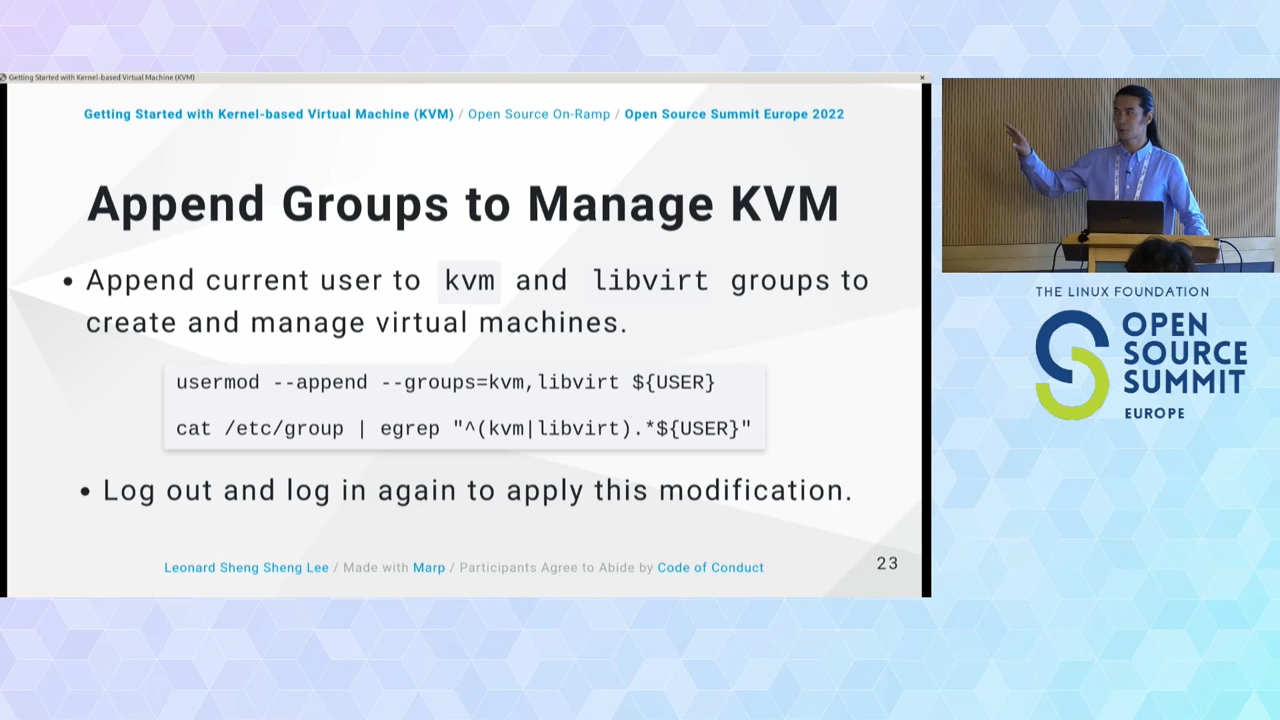 Getting Started with Kernel-based Virtual Machine (KVM)
Getting Started with Kernel-based Virtual Machine (KVM) / Open Source On-Ramp / Open Source Summit Europe 2022
Append Groups to Manage KVM
• Append current user to kvm and libvirt groups to
create and manage virtual machines.
usermod --append --groups=kvm,libvirt ${USER}
cat /etc/group | egrep "^(kvm|libvirt).*${USER}"
• Log out and log in again to apply this modification.
Leonard Sheng Sheng Lee / Made with Marp / Participants Agree to Abide by Code of Conduct
23
THE LINUX FOUNDATION
OPEN
SOURCE
SUMMIT
EUROPE